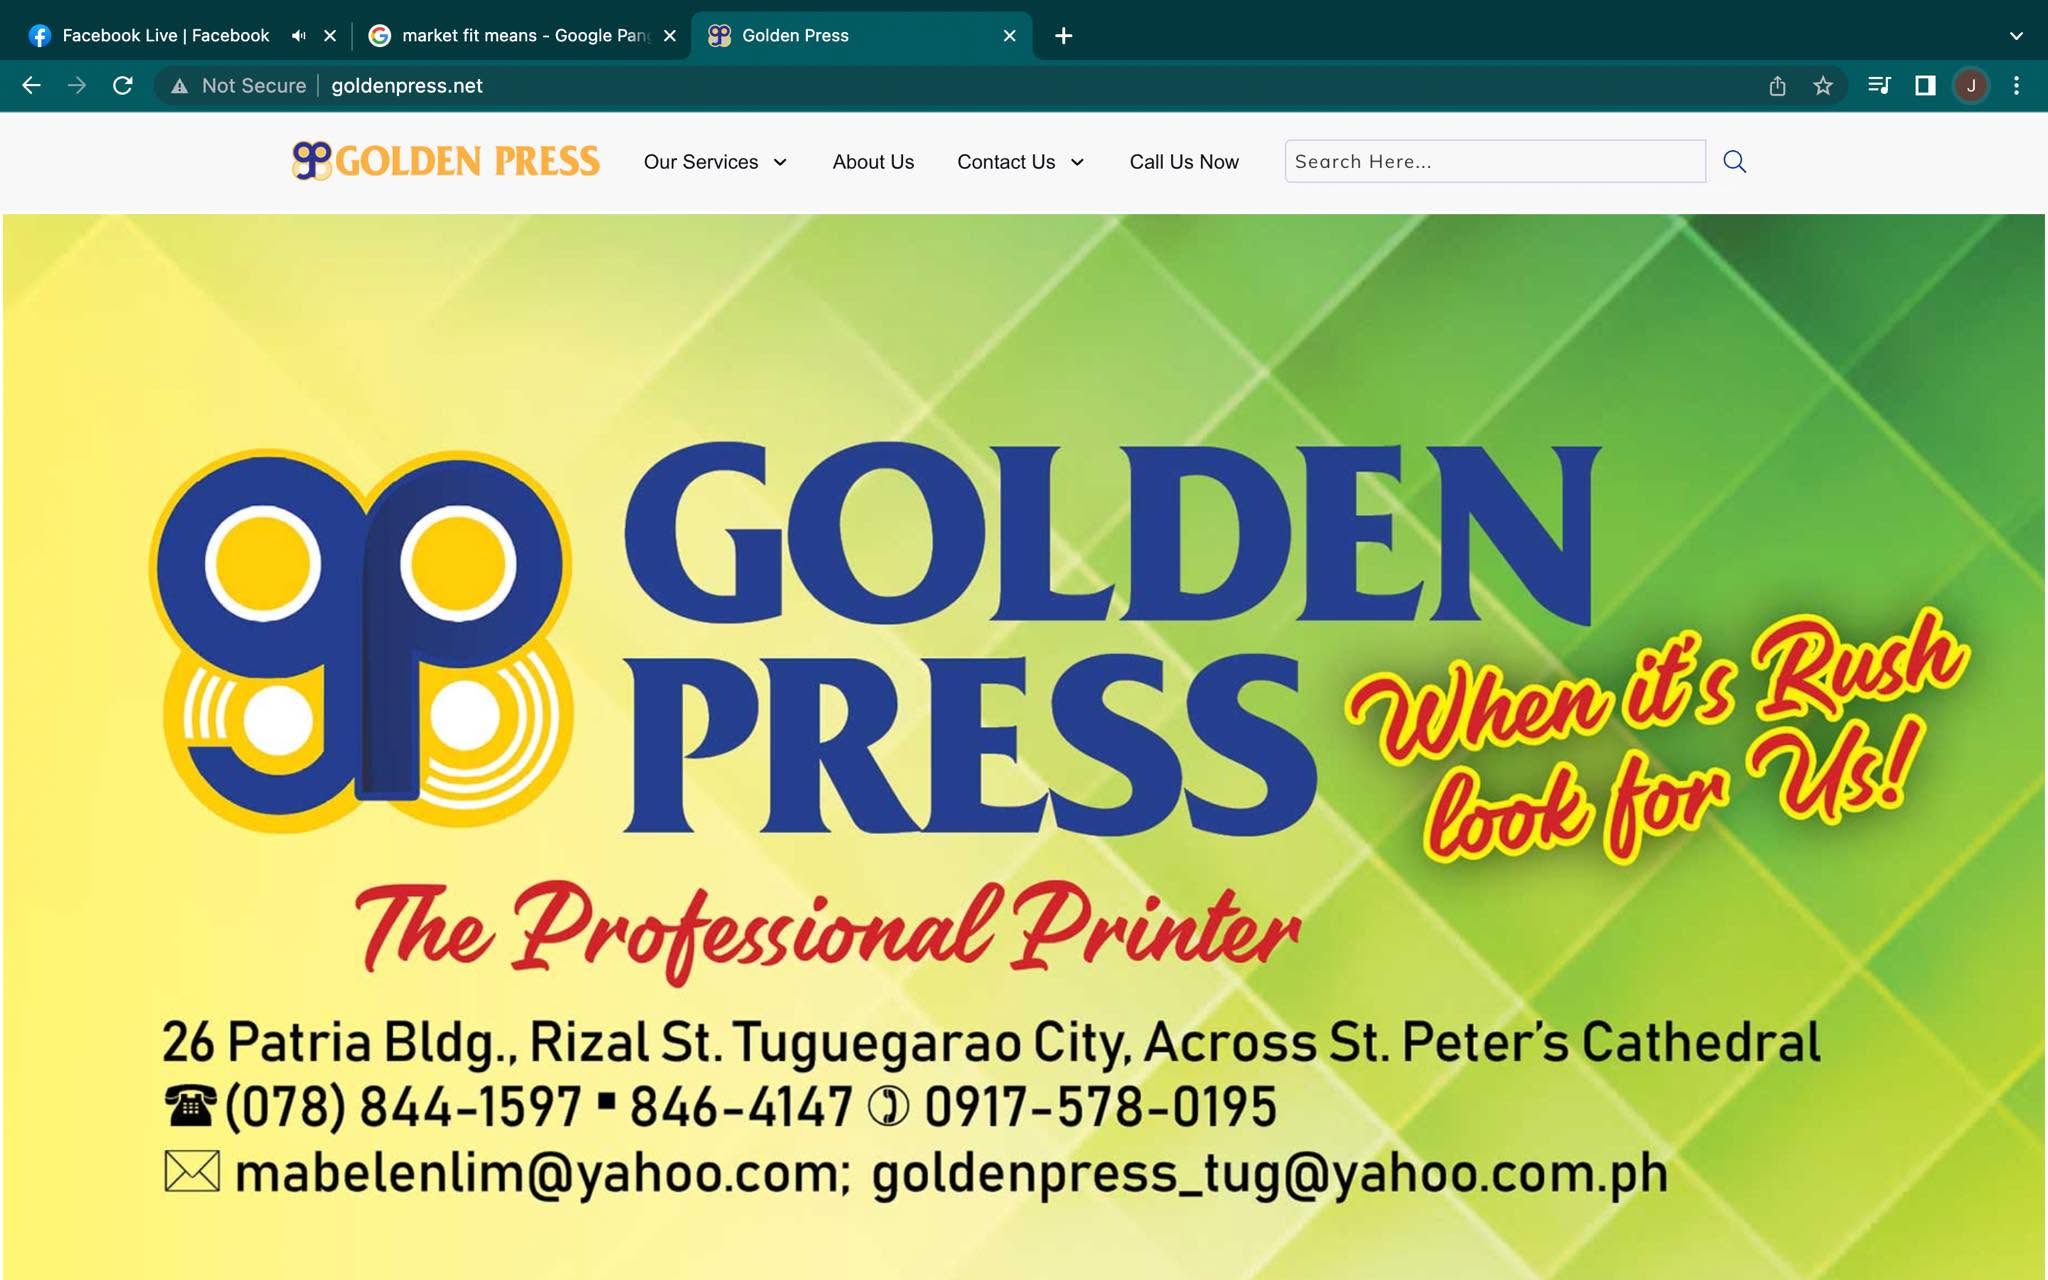 Facebook Live | Facebook
market fit means - Google Pan
Golden Press
Not Secure
goldenpress.net
J
GOLDEN PRESS
Our Services
About Us
Contact Us
Call Us Now
Search Here...
gp
GOLDEN
PRESS
When it's Rush
look for Us!
The Professional Printer
26 Patria Bldg., Rizal St. Tuguegarao City, Across St. Peter's Cathedral
(078) 844-1597 ▪ 846-4147 0917-578-0195
mabelenlim@yahoo.com; goldenpress_tug@yahoo.com.ph